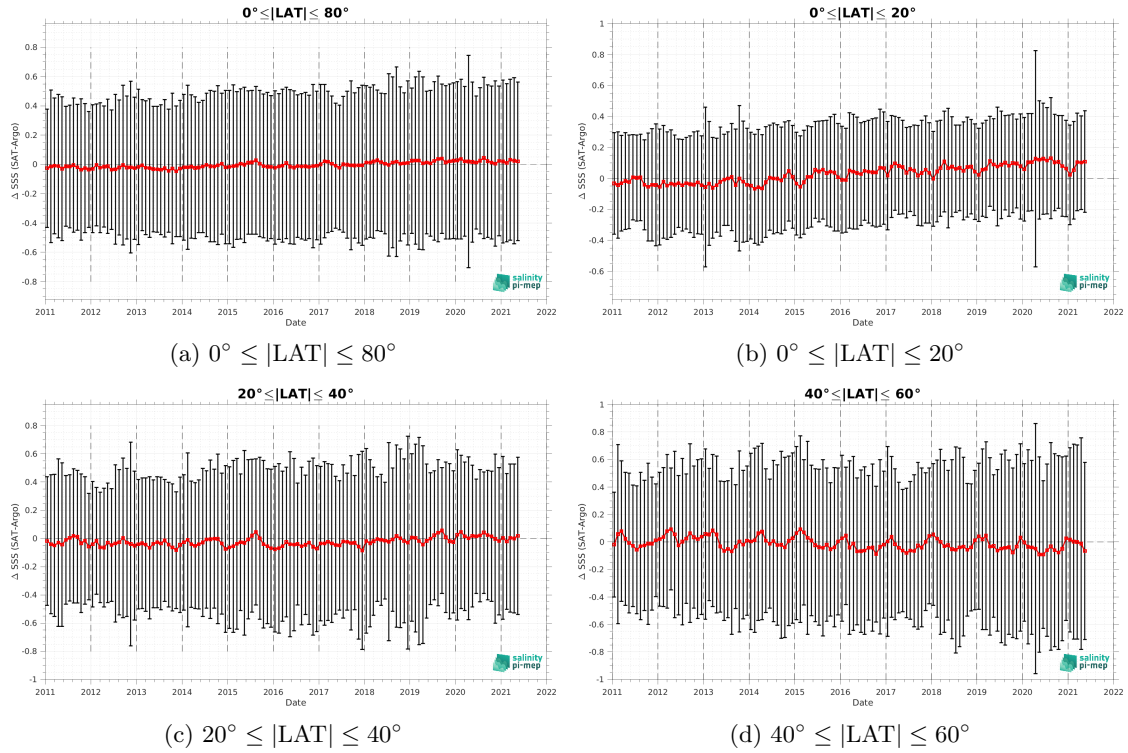 0°≤|LAT|≤ 80°
Δ SSS (SAT-Argo)
0.8
0.6
0.4
0.2
0
-0.2
-0.4
-0.6
-0.8
2011 2012 2013 2014 2015 2016 2017 2018 2019 2020 2021 2022
Date
salinity
pi-mep
(a) 0° ≤ |LAT| ≤ 80°
0°≤|LAT|≤ 20°
Δ SSS (SAT-Argo)
1
0.8
0.6
0.4
0.2
0
-0.2
-0.4
-0.6
2011 2012 2013 2014 2015 2016 2017 2018 2019 2020 2021 2022
Date
salinity
pi-mep
(b) 0° ≤ |LAT| ≤ 20°
20°≤|LAT|≤ 40°
Δ SSS (SAT-Argo)
0.8
0.6
0.4
0.2
0
-0.2
-0.4
-0.6
-0.8
-1
2011 2012 2013 2014 2015 2016 2017 2018 2019 2020 2021 2022
Date
salinity
pi-mep
(c) 20° ≤ |LAT| ≤ 40°
40°≤|LAT|≤ 60°
Δ SSS (SAT-Argo)
1
0.8
0.6
0.4
0.2
0
-0.2
-0.4
-0.6
-0.8
-1
2011 2012 2013 2014 2015 2016 2017 2018 2019 2020 2021 2022
Date
salinity
pi-mep
(d) 40° ≤ |LAT| ≤ 60°